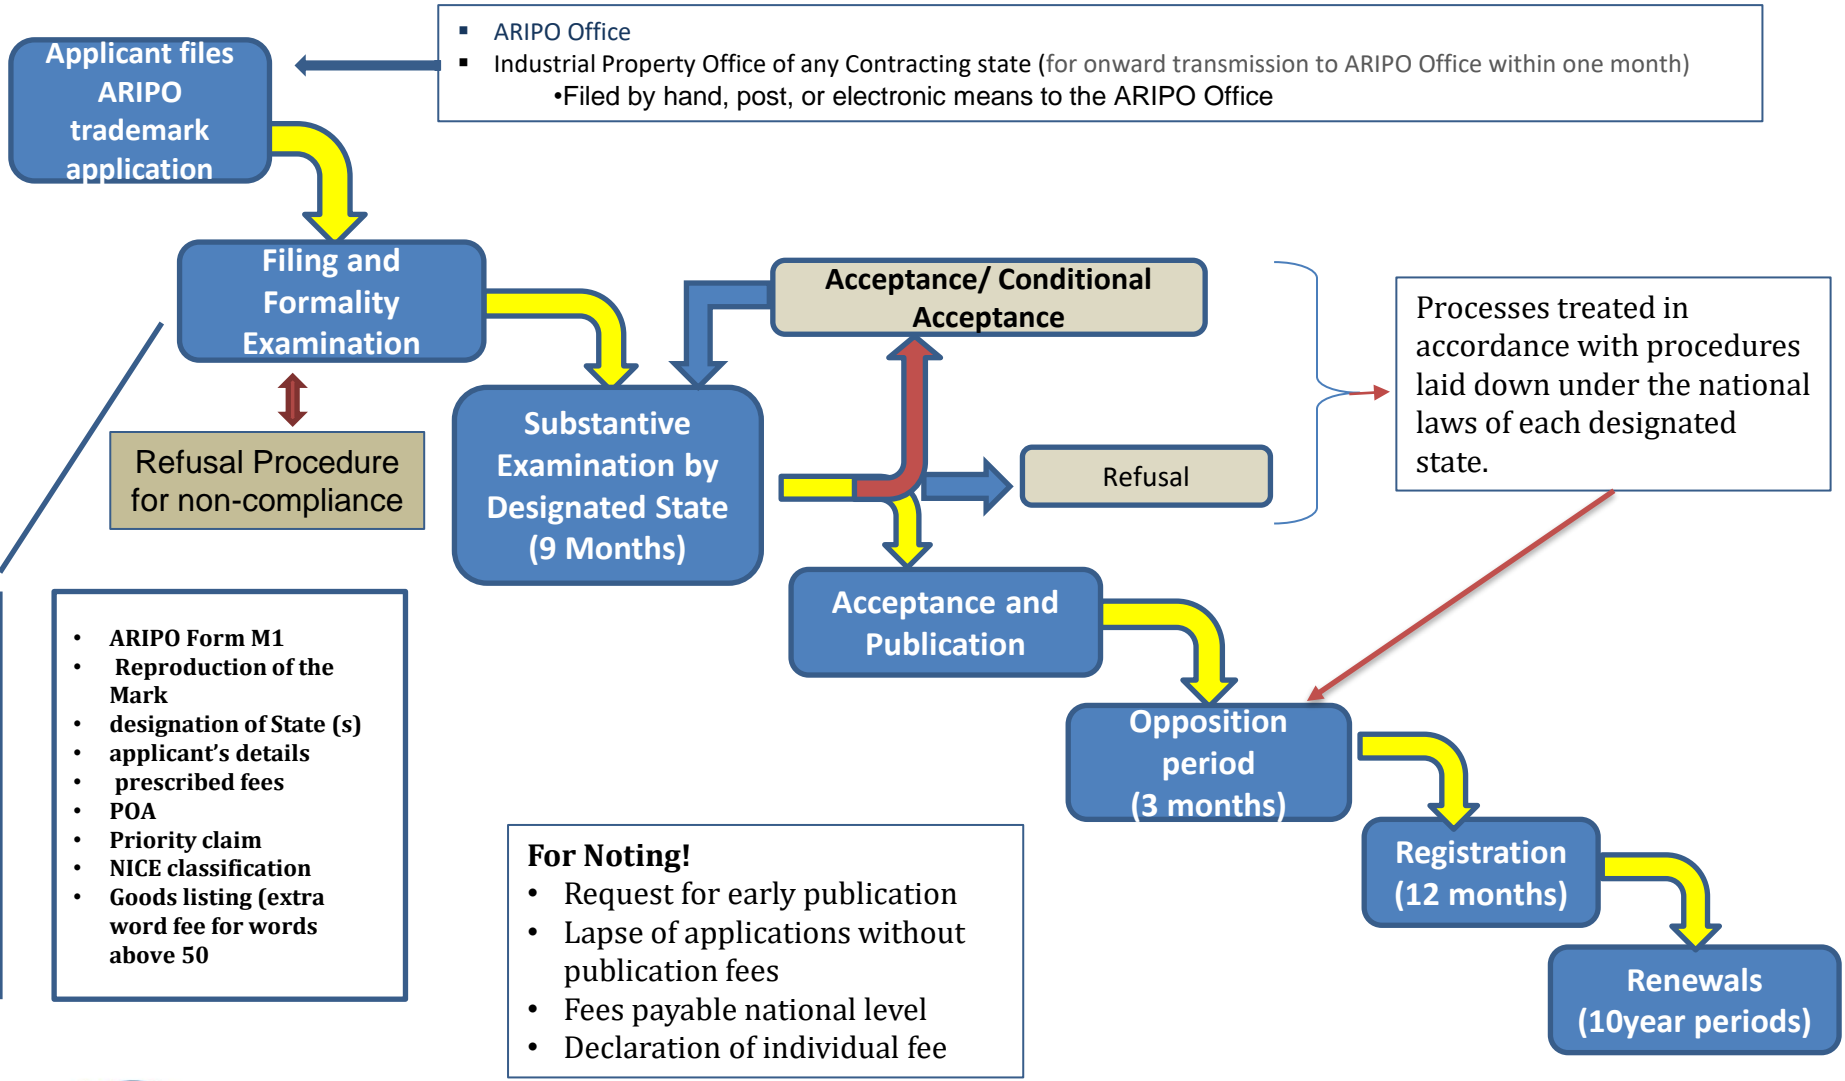 ▪ ARIPO Office
▪ Industrial Property Office of any Contracting state (for onward transmission to ARIPO Office within one month)
•Filed by hand, post, or electronic means to the ARIPO Office
Applicant files
ARIPO
trademark
application
Filing and
Formality
Examination
Acceptance/ Conditional
Acceptance
Processes treated in
accordance with procedures
laid down under the national
laws of each designated
state.
Refusal Procedure
for non-compliance
Substantive
Examination by
Designated State
(9 Months)
Refusal
Acceptance and
Publication
• ARIPO Form M1
• Reproduction of the
Mark
• designation of State (s)
• applicant’s details
• prescribed fees
• POA
• Priority claim
• NICE classification
• Goods listing (extra
word fee for words
above 50
Opposition
period
(3 months)
For Noting!
• Request for early publication
• Lapse of applications without
publication fees
• Fees payable national level
• Declaration of individual fee
Registration
(12 months)
Renewals
(10year periods)